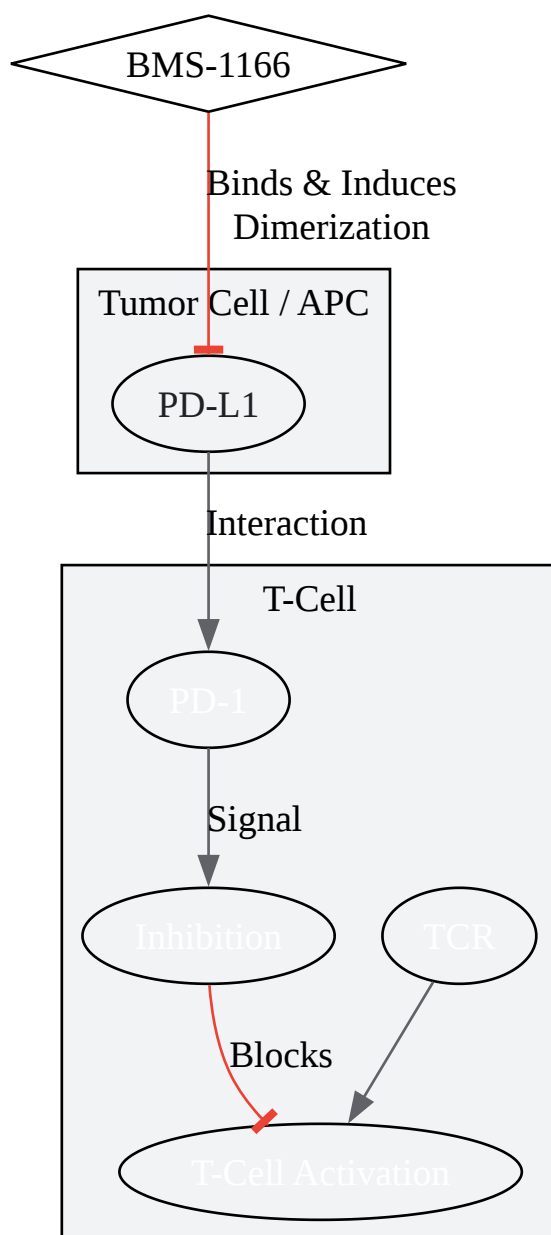 BMS-1166
Binds & Induces
Dimerization
Tumor Cell / APC
PD-L1
Interaction
T-Cell
PD-1
Signal
Inhibition
TCR
Blocks
T-Cell Activation